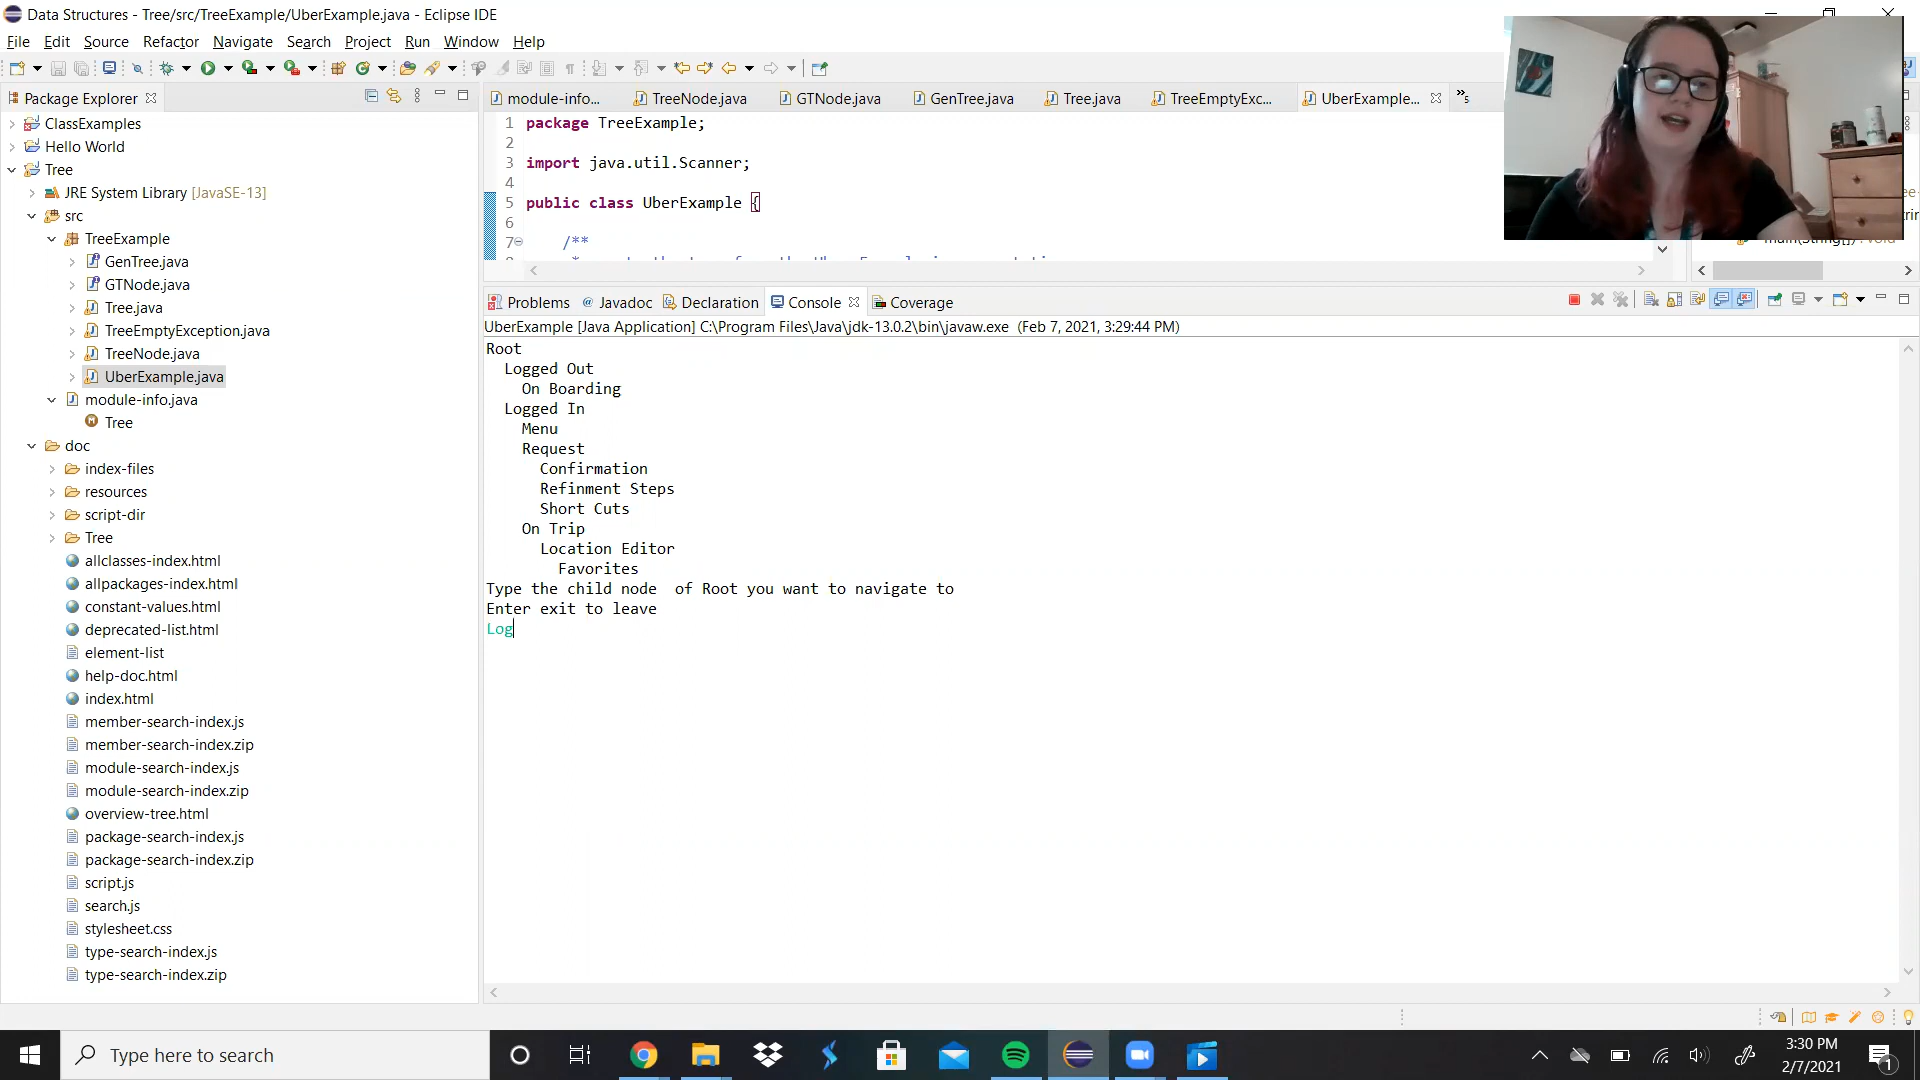 Data Structures - Tree/src/TreeExample/UberExample.java - Eclipse IDE
File Edit Source Refactor Navigate Search Project Run Window Help
Package Explorer
ClassExamples
Hello World
Tree
JRE System Library [JavaSE-13]
src
TreeExample
GenTree.java
GTNode.java
Tree.java
TreeEmptyException.java
TreeNode.java
UberExample.java
module-info.java
Tree
doc
index-files
resources
script-dir
Tree
allclasses-index.html
allpackages-index.html
constant-values.html
deprecated-list.html
element-list
help-doc.html
index.html
member-search-index.js
member-search-index.zip
module-search-index.js
module-search-index.zip
overview-tree.html
package-search-index.js
package-search-index.zip
script.js
search.js
stylesheet.css
type-search-index.js
type-search-index.zip
module-info... TreeNode.java GTNode.java GenTree.java Tree.java TreeEmptyExc... UberExample... »5
1 package TreeExample;
2
3 import java.util.Scanner;
4
5 public class UberExample {
6
7 /**
Problems Javadoc Declaration Console Coverage
UberExample [Java Application] C:\Program Files\Java\jdk-13.0.2\bin\javaw.exe (Feb 7, 2021, 3:29:44 PM)
Root
Logged Out
On Boarding
Logged In
Menu
Request
Confirmation
Refinment Steps
Short Cuts
On Trip
Location Editor
Favorites
Type the child node  of Root you want to navigate to
Enter exit to leave
Log
Type here to search
3:30 PM
2/7/2021
1